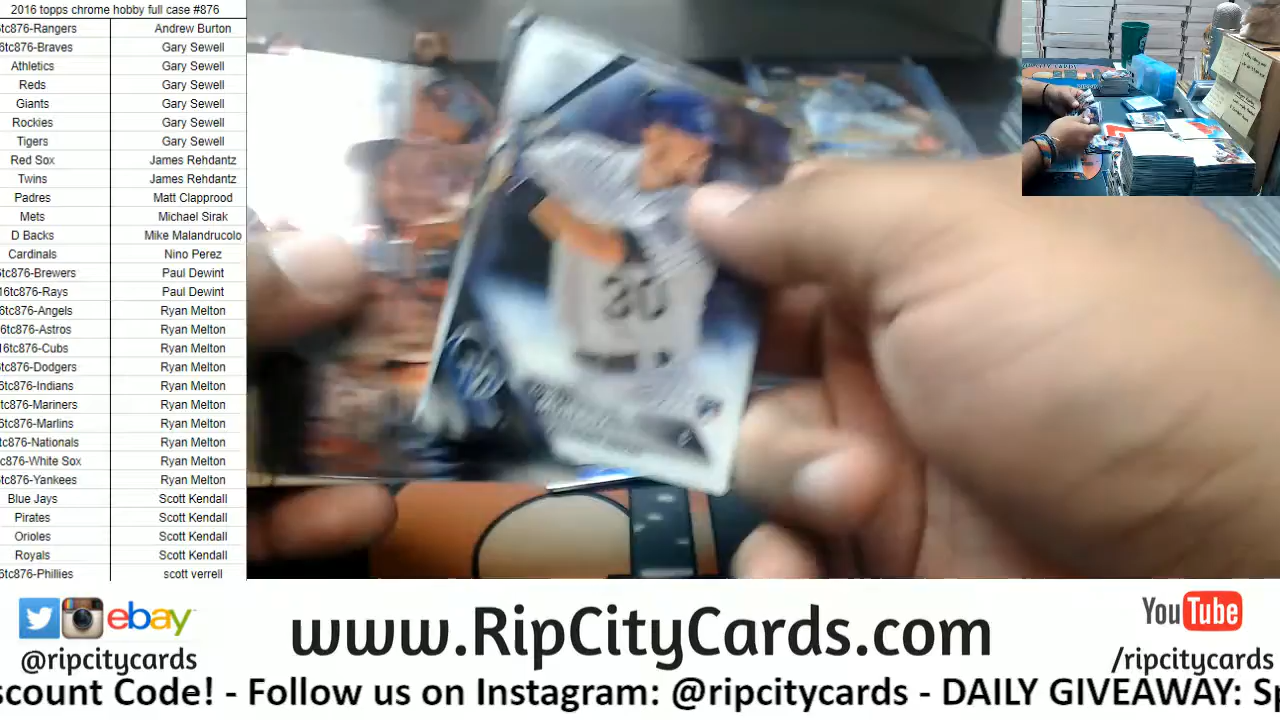 2016 topps chrome hobby full case #876
6tc876-Rangers Andrew Burton
6tc876-Braves Gary Sewell
Athletics Gary Sewell
Reds Gary Sewell
Giants Gary Sewell
Rockies Gary Sewell
Tigers Gary Sewell
Red Sox James Rehdantz
Twins James Rehdantz
Padres Matt Clapprood
Mets Michael Sirak
D Backs Mike Malandrucolo
Cardinals Nino Perez
6tc876-Brewers Paul Dewint
16tc876-Rays Paul Dewint
6tc876-Angels Ryan Melton
6tc876-Astros Ryan Melton
16tc876-Cubs Ryan Melton
6tc876-Dodgers Ryan Melton
6tc876-Indians Ryan Melton
6tc876-Mariners Ryan Melton
6tc876-Marlins Ryan Melton
tc876-Nationals Ryan Melton
c876-White Sox Ryan Melton
6tc876-Yankees Ryan Melton
Blue Jays Scott Kendall
Pirates Scott Kendall
Orioles Scott Kendall
Royals Scott Kendall
6tc876-Phillies scott verrell
30
ebay
@ripcitycards
www.RipCityCards.com
YouTube
/ripcitycards
scount Code! - Follow us on Instagram: @ripcitycards - DAILY GIVEAWAY: Sp